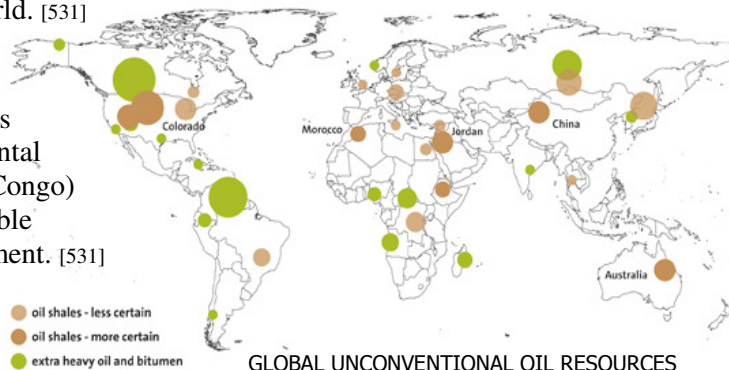 rld. [531]
s
ntal
Congo)
ble
nent. [531]
Colorado
Morocco
Jordan
China
Australia
oil shales - less certain
oil shales - more certain
extra heavy oil and bitumen
GLOBAL UNCONVENTIONAL OIL RESOURCES